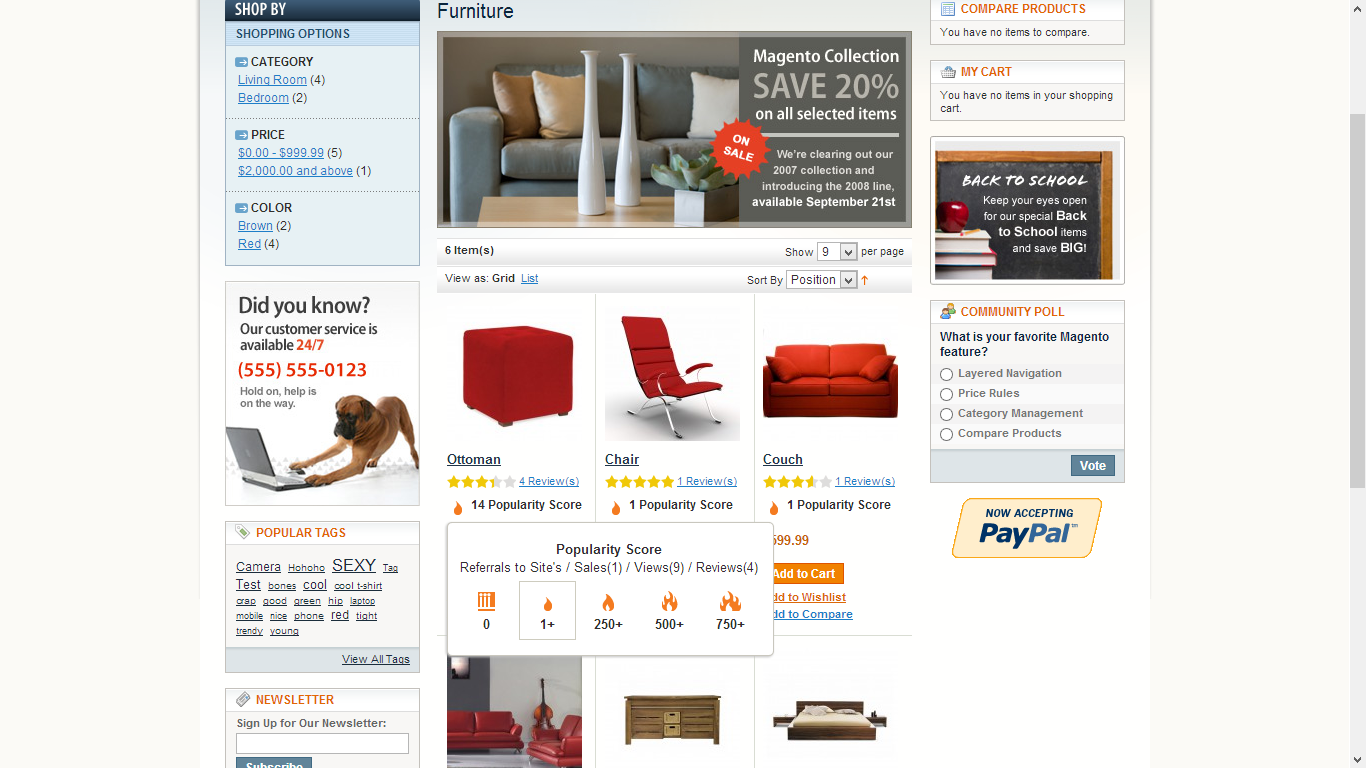 SHOP BY
SHOPPING OPTIONS
CATEGORY
Living Room (4)
Bedroom (2)
PRICE
$0.00 - $999.99 (5)
$2,000.00 and above (1)
COLOR
Brown (2)
Red (4)
Did you know?
Our customer service is
available 24/7
(555) 555-0123
Hold on, help is
on the way.
POPULAR TAGS
Camera Hohoho SEXY Tag
Test bones cool cool t-shirt
crap good green hip laptop
mobile nice phone red tight
trendy young
View All Tags
NEWSLETTER
Sign Up for Our Newsletter:
Subscribe
Furniture
Magento Collection
SAVE 20%
on all selected items
ON
SALE
We're clearing out our
2007 collection and
introducing the 2008 line,
available September 21st
6 Item(s)
Show 9 per page
View as: Grid List
Sort By Position
Ottoman
4 Review(s)
14 Popularity Score
Chair
1 Review(s)
1 Popularity Score
Couch
1 Review(s)
1 Popularity Score
599.99
Add to Cart
dd to Wishlist
dd to Compare
Popularity Score
Referrals to Site's / Sales(1) / Views(9) / Reviews(4)
0
1+
250+
500+
750+
COMPARE PRODUCTS
You have no items to compare.
MY CART
You have no items in your shopping
cart.
BACK TO SCHOOL
Keep your eyes open
for our special Back
to School items
and save BIG!
COMMUNITY POLL
What is your favorite Magento
feature?
Layered Navigation
Price Rules
Category Management
Compare Products
Vote
NOW ACCEPTING
PayPal™